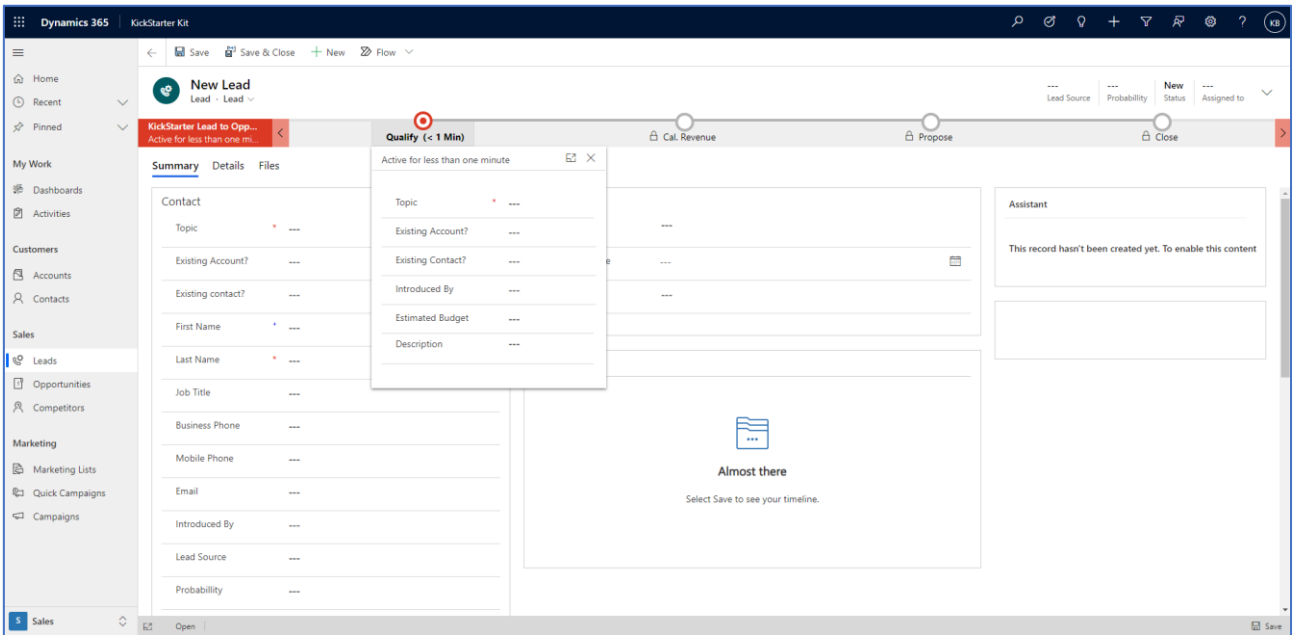 Dynamics 365 KickStarter Kit ? KB
Save Save & Close New Flow
Home
Recent
Pinned
My Work
Dashboards
Activities
Customers
Accounts
Contacts
Sales
Leads
Opportunities
Competitors
Marketing
Marketing Lists
Quick Campaigns
Campaigns
S Sales
New Lead
Lead · Lead
--- --- New ---
Lead Source Probabillity Status Assigned to
KickStarter Lead to Opp...
Active for less than one mi...
Qualify (< 1 Min) Cal. Revenue Propose Close
Summary Details Files
Contact
Topic * ---
Existing Account? ---
Existing contact? ---
First Name * ---
Last Name * ---
Job Title ---
Business Phone ---
Mobile Phone ---
Email ---
Introduced By ---
Lead Source ---
Probabillity ---
Active for less than one minute
Topic * ---
Existing Account? ---
Existing Contact? ---
Introduced By ---
Estimated Budget ---
Description ---
---
e ---
---
Almost there
Select Save to see your timeline.
Assistant
This record hasn't been created yet. To enable this content
Open Save